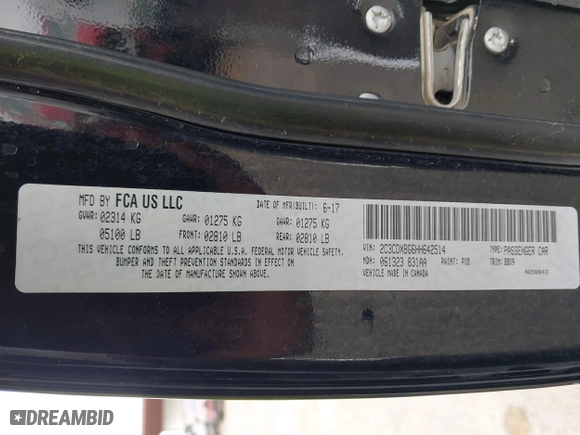 MFD BY FCA US LLC DATE OF MFR(BUILT): 6-17
GVWR: 02314 KG GAWR: 01275 KG GAWR: 01275 KG
05100 LB FRONT: 02810 LB REAR: 02810 LB
THIS VEHICLE CONFORMS TO ALL APPLICABLE U.S.A. FEDERAL MOTOR VEHICLE SAFETY,
BUMPER AND THEFT PREVENTION STANDARDS IN EFFECT ON
THE DATE OF MANUFACTURE SHOWN ABOVE.
VIN: 2C3CDXBG6HH642514 TYPE: PASSENGER CAR
MDH: 061323 831AA PAINT: PX8 TRIM: BBX9
VEHICLE MADE IN CANADA
DREAMBID